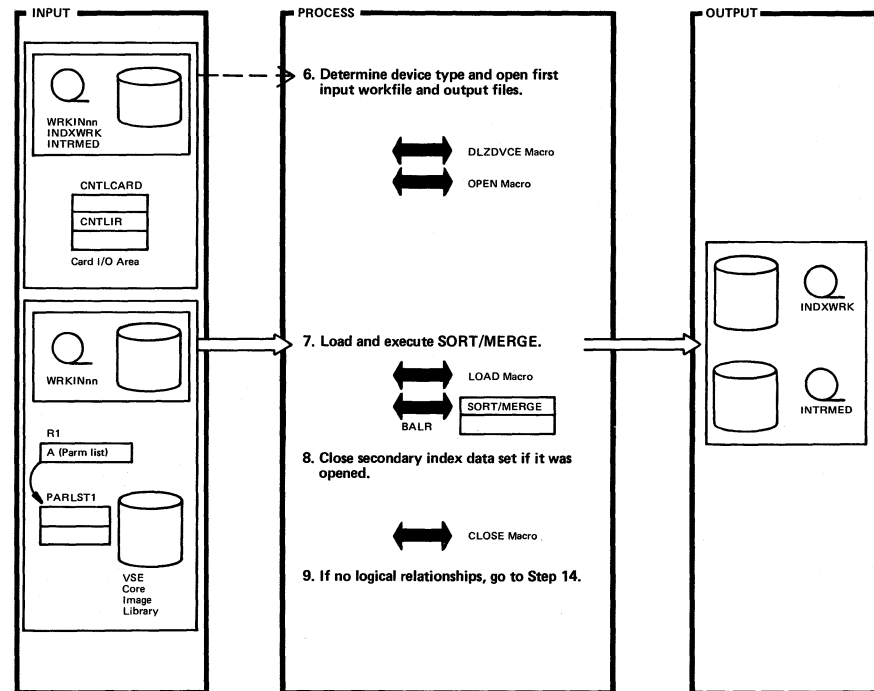 INPUT
WRKINnn
INDXWRK
INTRMED
CNTLCARD
CNTLIR
Card I/O Area
WRKINnn
R1
A (Parm list)
PARLST1
VSE
Core
Image
Library
PROCESS
6. Determine device type and open first
input workfile and output files.
DLZDVCE Macro
OPEN Macro
7. Load and execute SORT/MERGE.
LOAD Macro
SORT/MERGE
BALR
8. Close secondary index data set if it was
opened.
CLOSE Macro
9. If no logical relationships, go to Step 14.
OUTPUT
INDXWRK
INTRMED